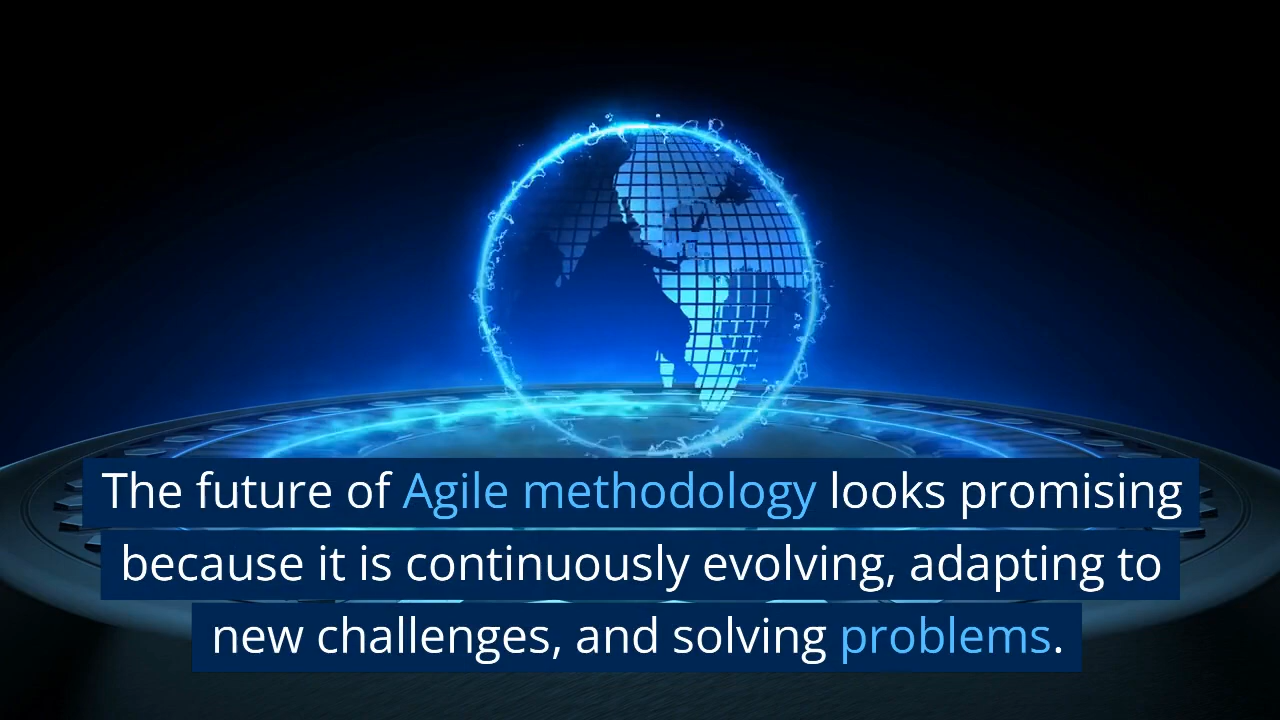 The future of Agile methodology looks promising
because it is continuously evolving, adapting to
new challenges, and solving problems.